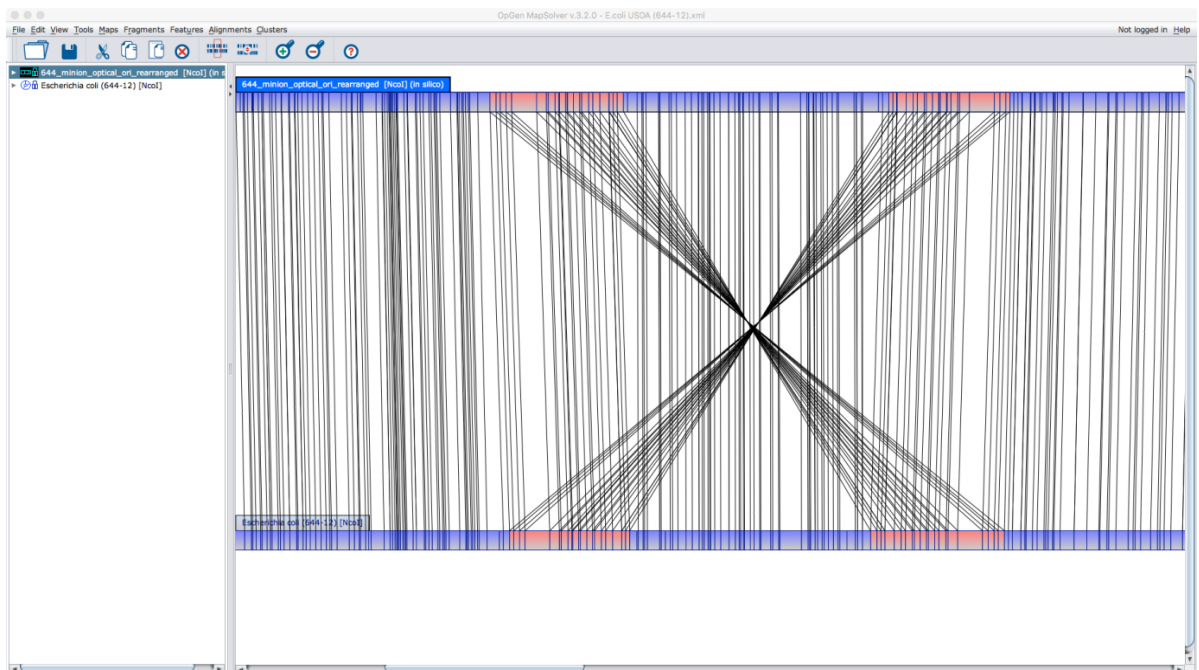 OpGen MapSolver v.3.2.0 - E.coli USDA (644-12).xml
File Edit View Tools Maps Fragments Features Alignments Clusters Not logged in Help
644_minion_optical_ori_rearranged [NcoI] (in s
Escherichia coli (644-12) [NcoI]
644_minion_optical_ori_rearranged [NcoI] (in silico)
Escherichia coli (644-12) [NcoI]